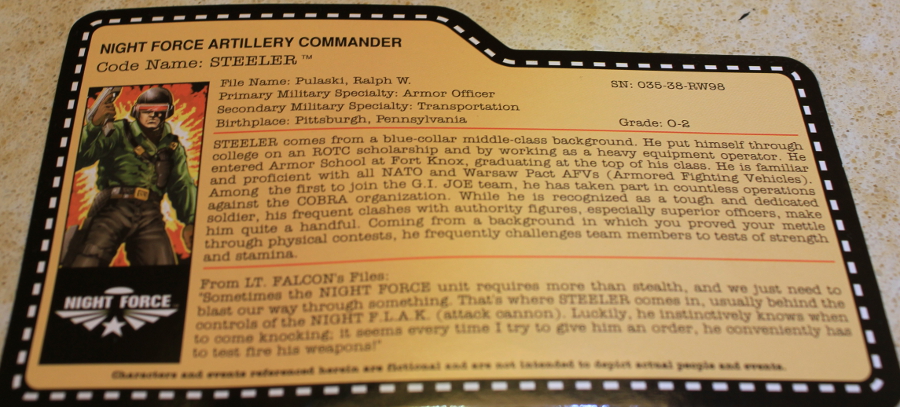 NIGHT FORCE ARTILLERY COMMANDER
Code Name: STEELER™
File Name: Pulaski, Ralph W.
SN: 035-38-RW98
Primary Military Specialty: Armor Officer
Secondary Military Specialty: Transportation
Birthplace: Pittsburgh, Pennsylvania
Grade: O-2
STEELER comes from a blue-collar middle-class background. He put himself through
college on an ROTC scholarship and by working as a heavy equipment operator. He
entered Armor School at Fort Knox, graduating at the top of his class. He is familiar
and proficient with all NATO and Warsaw Pact AFVs (Armored Fighting Vehicles).
Among the first to join the G.I. JOE team, he has taken part in countless operations
against the COBRA organization. While he is recognized as a tough and dedicated
soldier, his frequent clashes with authority figures, especially superior officers, make
him quite a handful. Coming from a background in which you proved your mettle
through physical contests, he frequently challenges team members to tests of strength
and stamina.
From LT. FALCON's Files:
"Sometimes the NIGHT FORCE unit requires more than stealth, and we just need to
blast our way through something. That's where STEELER comes in, usually behind the
controls of the NIGHT F.L.A.K. (attack cannon). Luckily, he instinctively knows when
to come knocking; it seems every time I try to give him an order, he conveniently has
to test fire his weapons!"
NIGHT FORCE™
Characters and events referenced herein are fictional and are not intended to depict actual people and events.